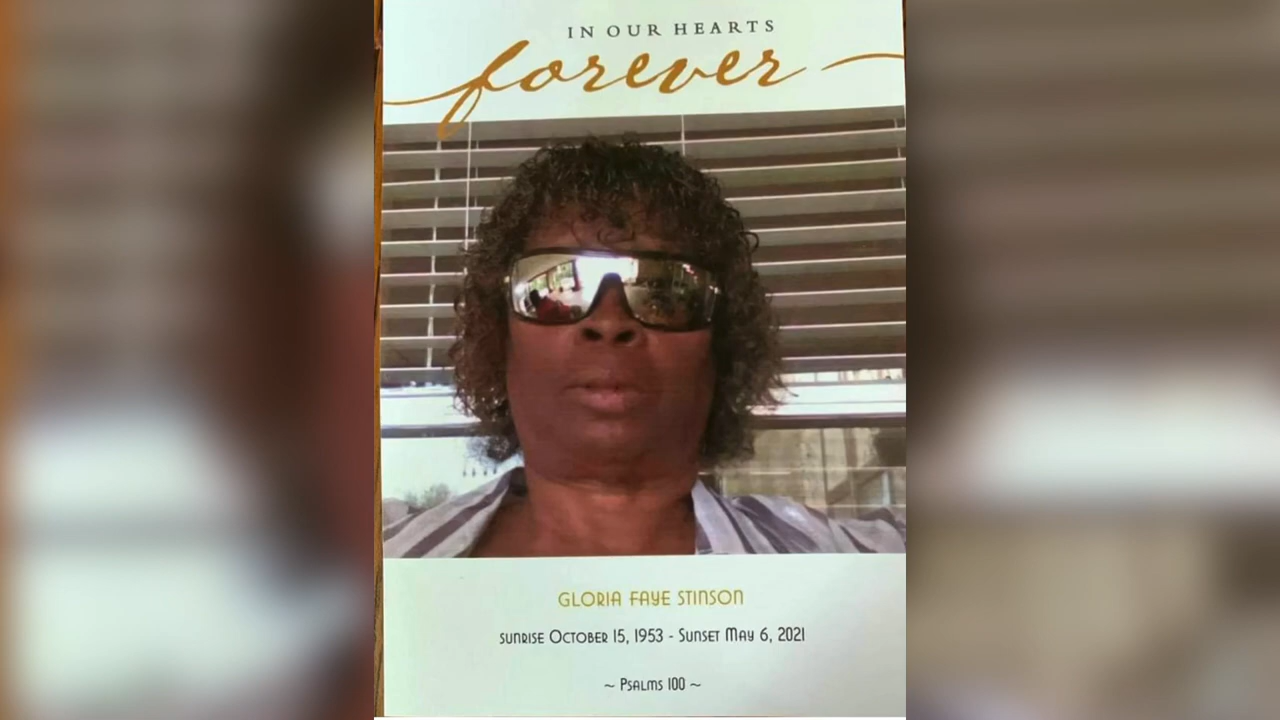 IN OUR HEARTS
forever
GLORIA FAYE STINSON
SUNRISE OCTOBER 15, 1953 - SUNSET MAY 6, 2021
~ PSALMS 100 ~